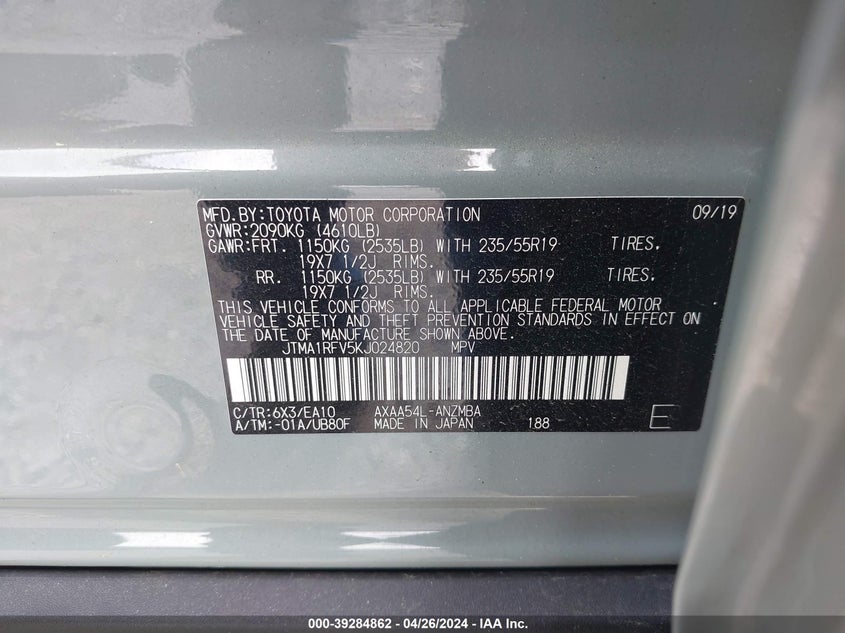 MFD.BY:TOYOTA MOTOR CORPORATION 09/19
GVWR:2090KG (4610LB)
GAWR:FRT. 1150KG (2535LB) WITH 235/55R19 TIRES.
19X7 1/2J RIMS.
RR. 1150KG (2535LB) WITH 235/55R19 TIRES.
19X7 1/2J RIMS.
THIS VEHICLE CONFORMS TO ALL APPLICABLE FEDERAL MOTOR
VEHICLE SAFETY AND THEFT PREVENTION STANDARDS IN EFFECT ON
THE DATE OF MANUFACTURE SHOWN ABOVE.
JTMA1RFV5KJ024820 MPV
C/TR:6X3/EA10 AXAA54L-ANZMBA
A/TM:-01A/UB80F MADE IN JAPAN 188 E
000-39284862 - 04/26/2024 - IAA Inc.